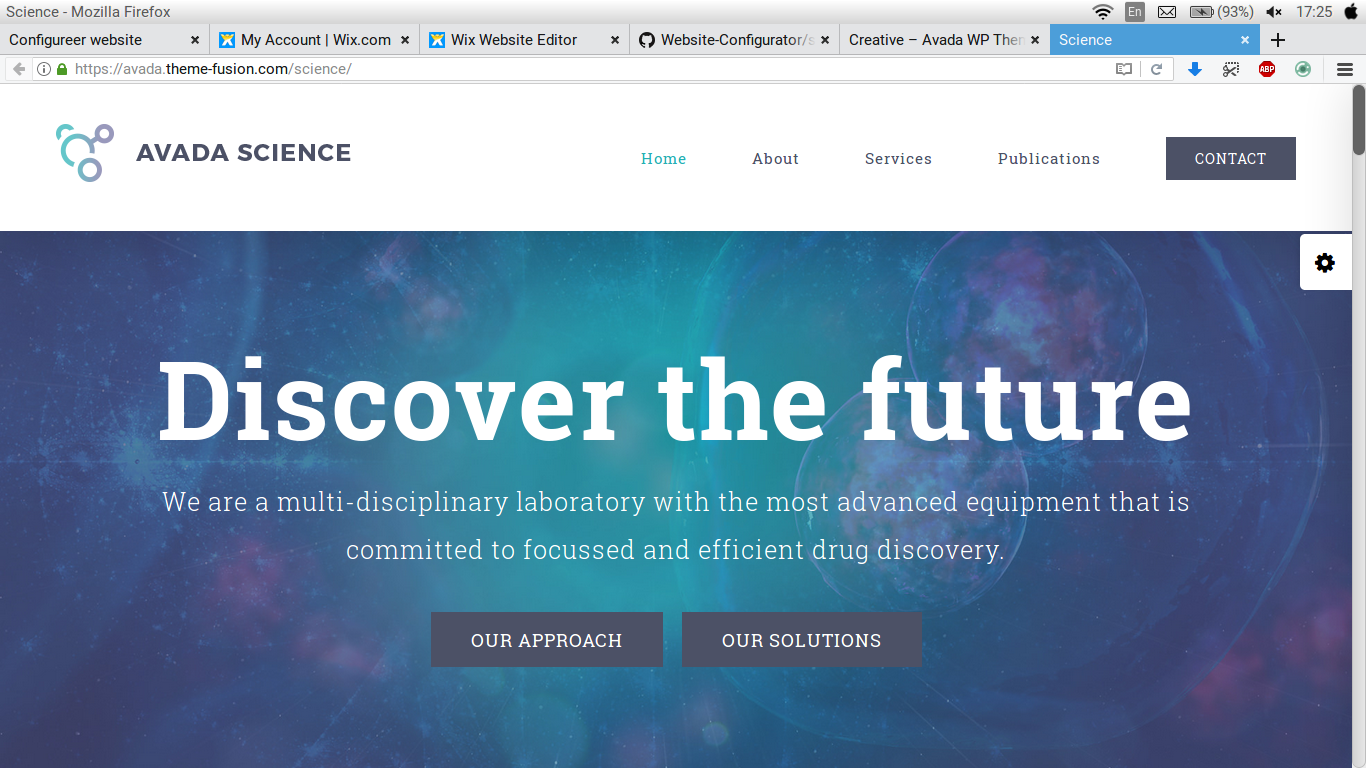 Science - Mozilla Firefox
En
(93%)
17:25
Configureer website
My Account | Wix.com
Wix Website Editor
Website-Configurator/s
Creative – Avada WP Them
Science
https://avada.theme-fusion.com/science/
ABP
AVADA SCIENCE
Home
About
Services
Publications
CONTACT
Discover the future
We are a multi-disciplinary laboratory with the most advanced equipment that is
committed to focussed and efficient drug discovery.
OUR APPROACH
OUR SOLUTIONS